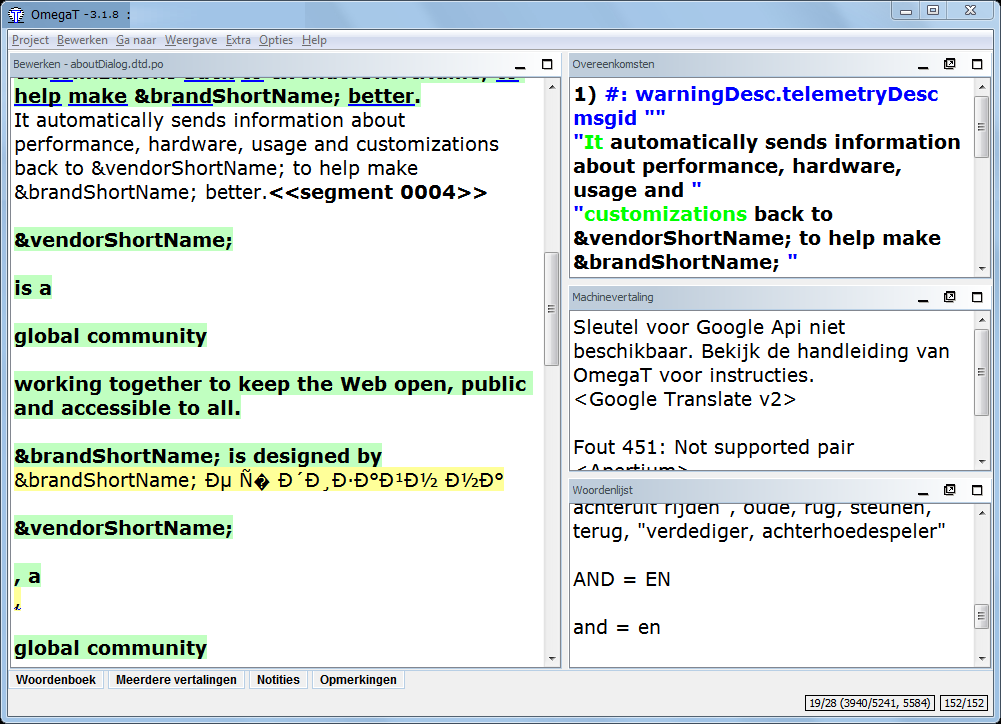 OmegaT -3.1.8 :
Project Bewerken Ga naar Weergave Extra Opties Help
Bewerken - aboutDialog.dtd.po
help make &brandShortName; better.
It automatically sends information about
performance, hardware, usage and customizations
back to &vendorShortName; to help make
&brandShortName; better.<<segment 0004>>
&vendorShortName;
is a
global community
working together to keep the Web open, public
and accessible to all.
&brandShortName; is designed by
&brandShortName; Ðµ Ñ� Ð´Ð¸Ð·Ð°Ð¹Ð½ Ð½Ð°
&vendorShortName;
, a
,
global community
Overeenkomsten
1) #: warningDesc.telemetryDesc
msgid ""
"It automatically sends information
about performance, hardware,
usage and "
"customizations back to
&vendorShortName; to help make
&brandShortName; "
Machinevertaling
Sleutel voor Google Api niet
beschikbaar. Bekijk de handleiding van
OmegaT voor instructies.
<Google Translate v2>
Fout 451: Not supported pair
<Apertium>
Woordenlijst
achteruit rijden , oude, rug, steunen,
terug, "verdediger, achterhoedespeler"
AND = EN
and = en
Woordenboek Meerdere vertalingen Notities Opmerkingen
19/28 (3940/5241, 5584) 152/152